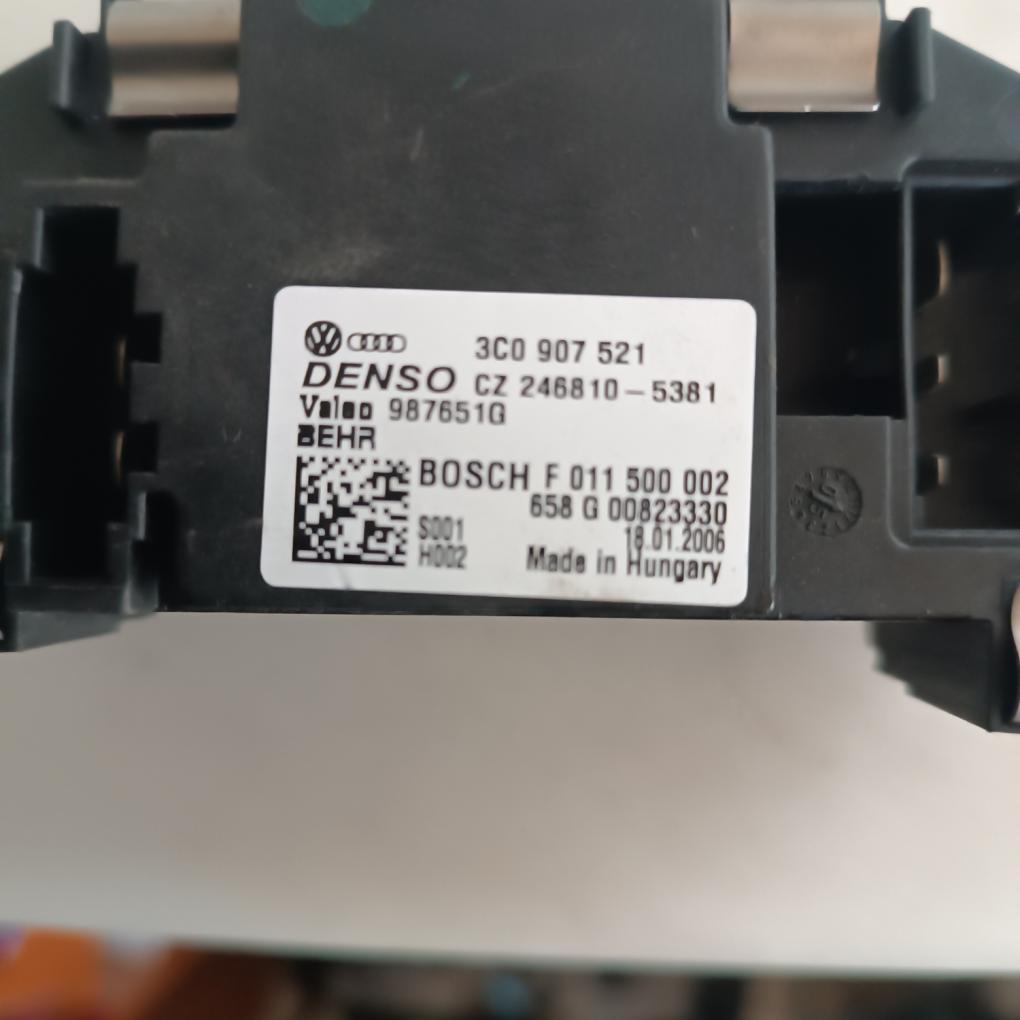 3C0 907 521
DENSO CZ 246810-5381
Valeo 987651G
BEHR
BOSCH F 011 500 002
658 G 00823330
S001 18.01.2006
H002 Made in Hungary